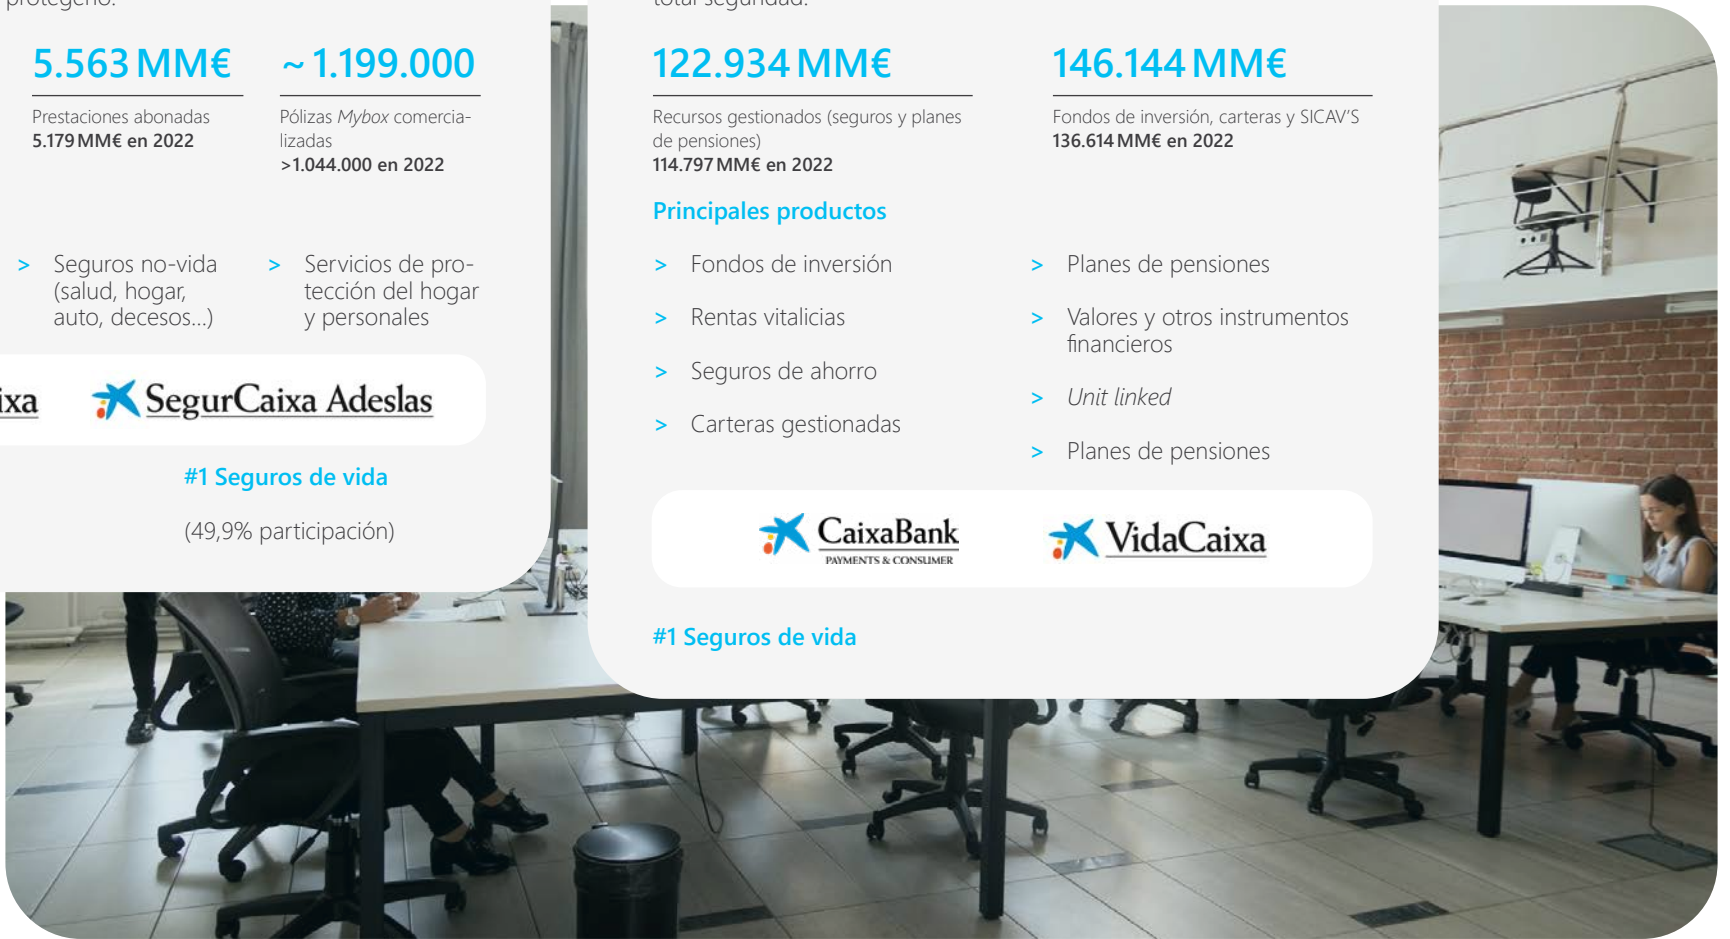 protegerlo.
5.563 MM€
Prestaciones abonadas
5.179 MM€ en 2022
~ 1.199.000
Pólizas Mybox comercia-
lizadas
>1.044.000 en 2022
> Seguros no-vida
(salud, hogar,
auto, decesos...)
> Servicios de pro-
tección del hogar
y personales
ixa
SegurCaixa Adeslas
#1 Seguros de vida
(49,9% participación)
total seguridad.
122.934 MM€
Recursos gestionados (seguros y planes
de pensiones)
114.797 MM€ en 2022
146.144 MM€
Fondos de inversión, carteras y SICAV'S
136.614 MM€ en 2022
Principales productos
> Fondos de inversión
> Rentas vitalicias
> Seguros de ahorro
> Carteras gestionadas
> Planes de pensiones
> Valores y otros instrumentos
financieros
> Unit linked
> Planes de pensiones
CaixaBank
PAYMENTS & CONSUMER
VidaCaixa
#1 Seguros de vida